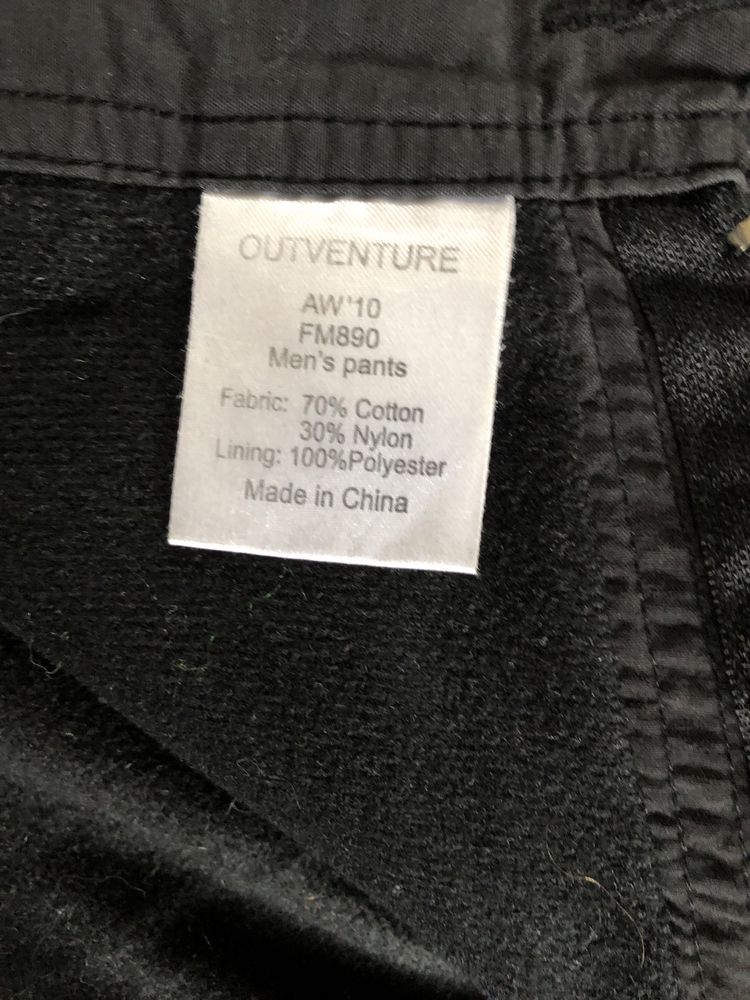 OUTVENTURE
AW'10
FM890
Men's pants
Fabric: 70% Cotton
30% Nylon
Lining: 100%Polyester
Made in China